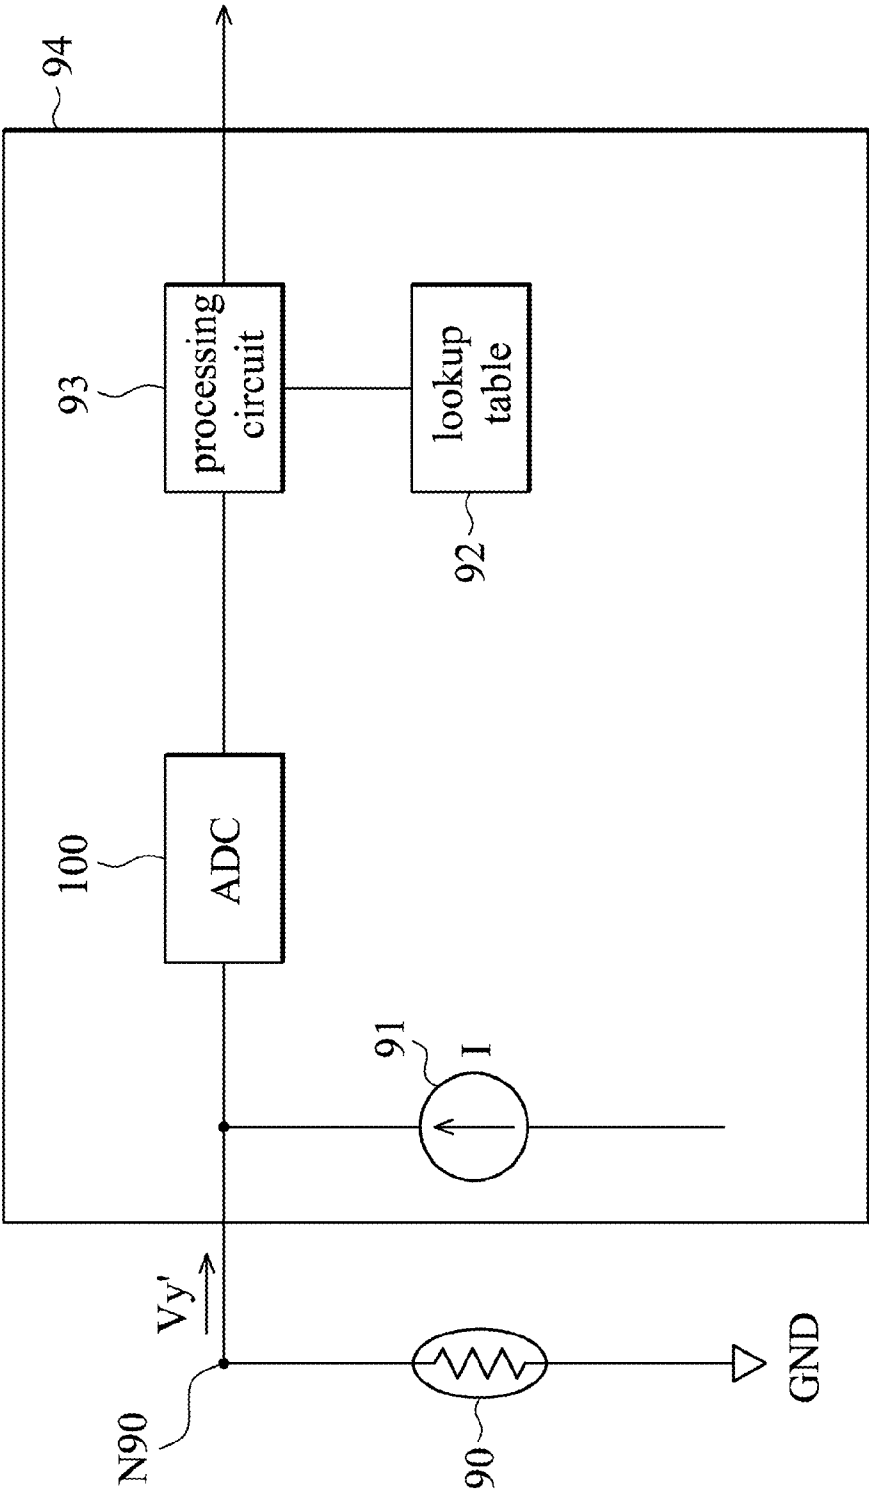 94
93
processing
circuit
lookup
table
92
100
ADC
91
I
Vy'
N90
90
GND